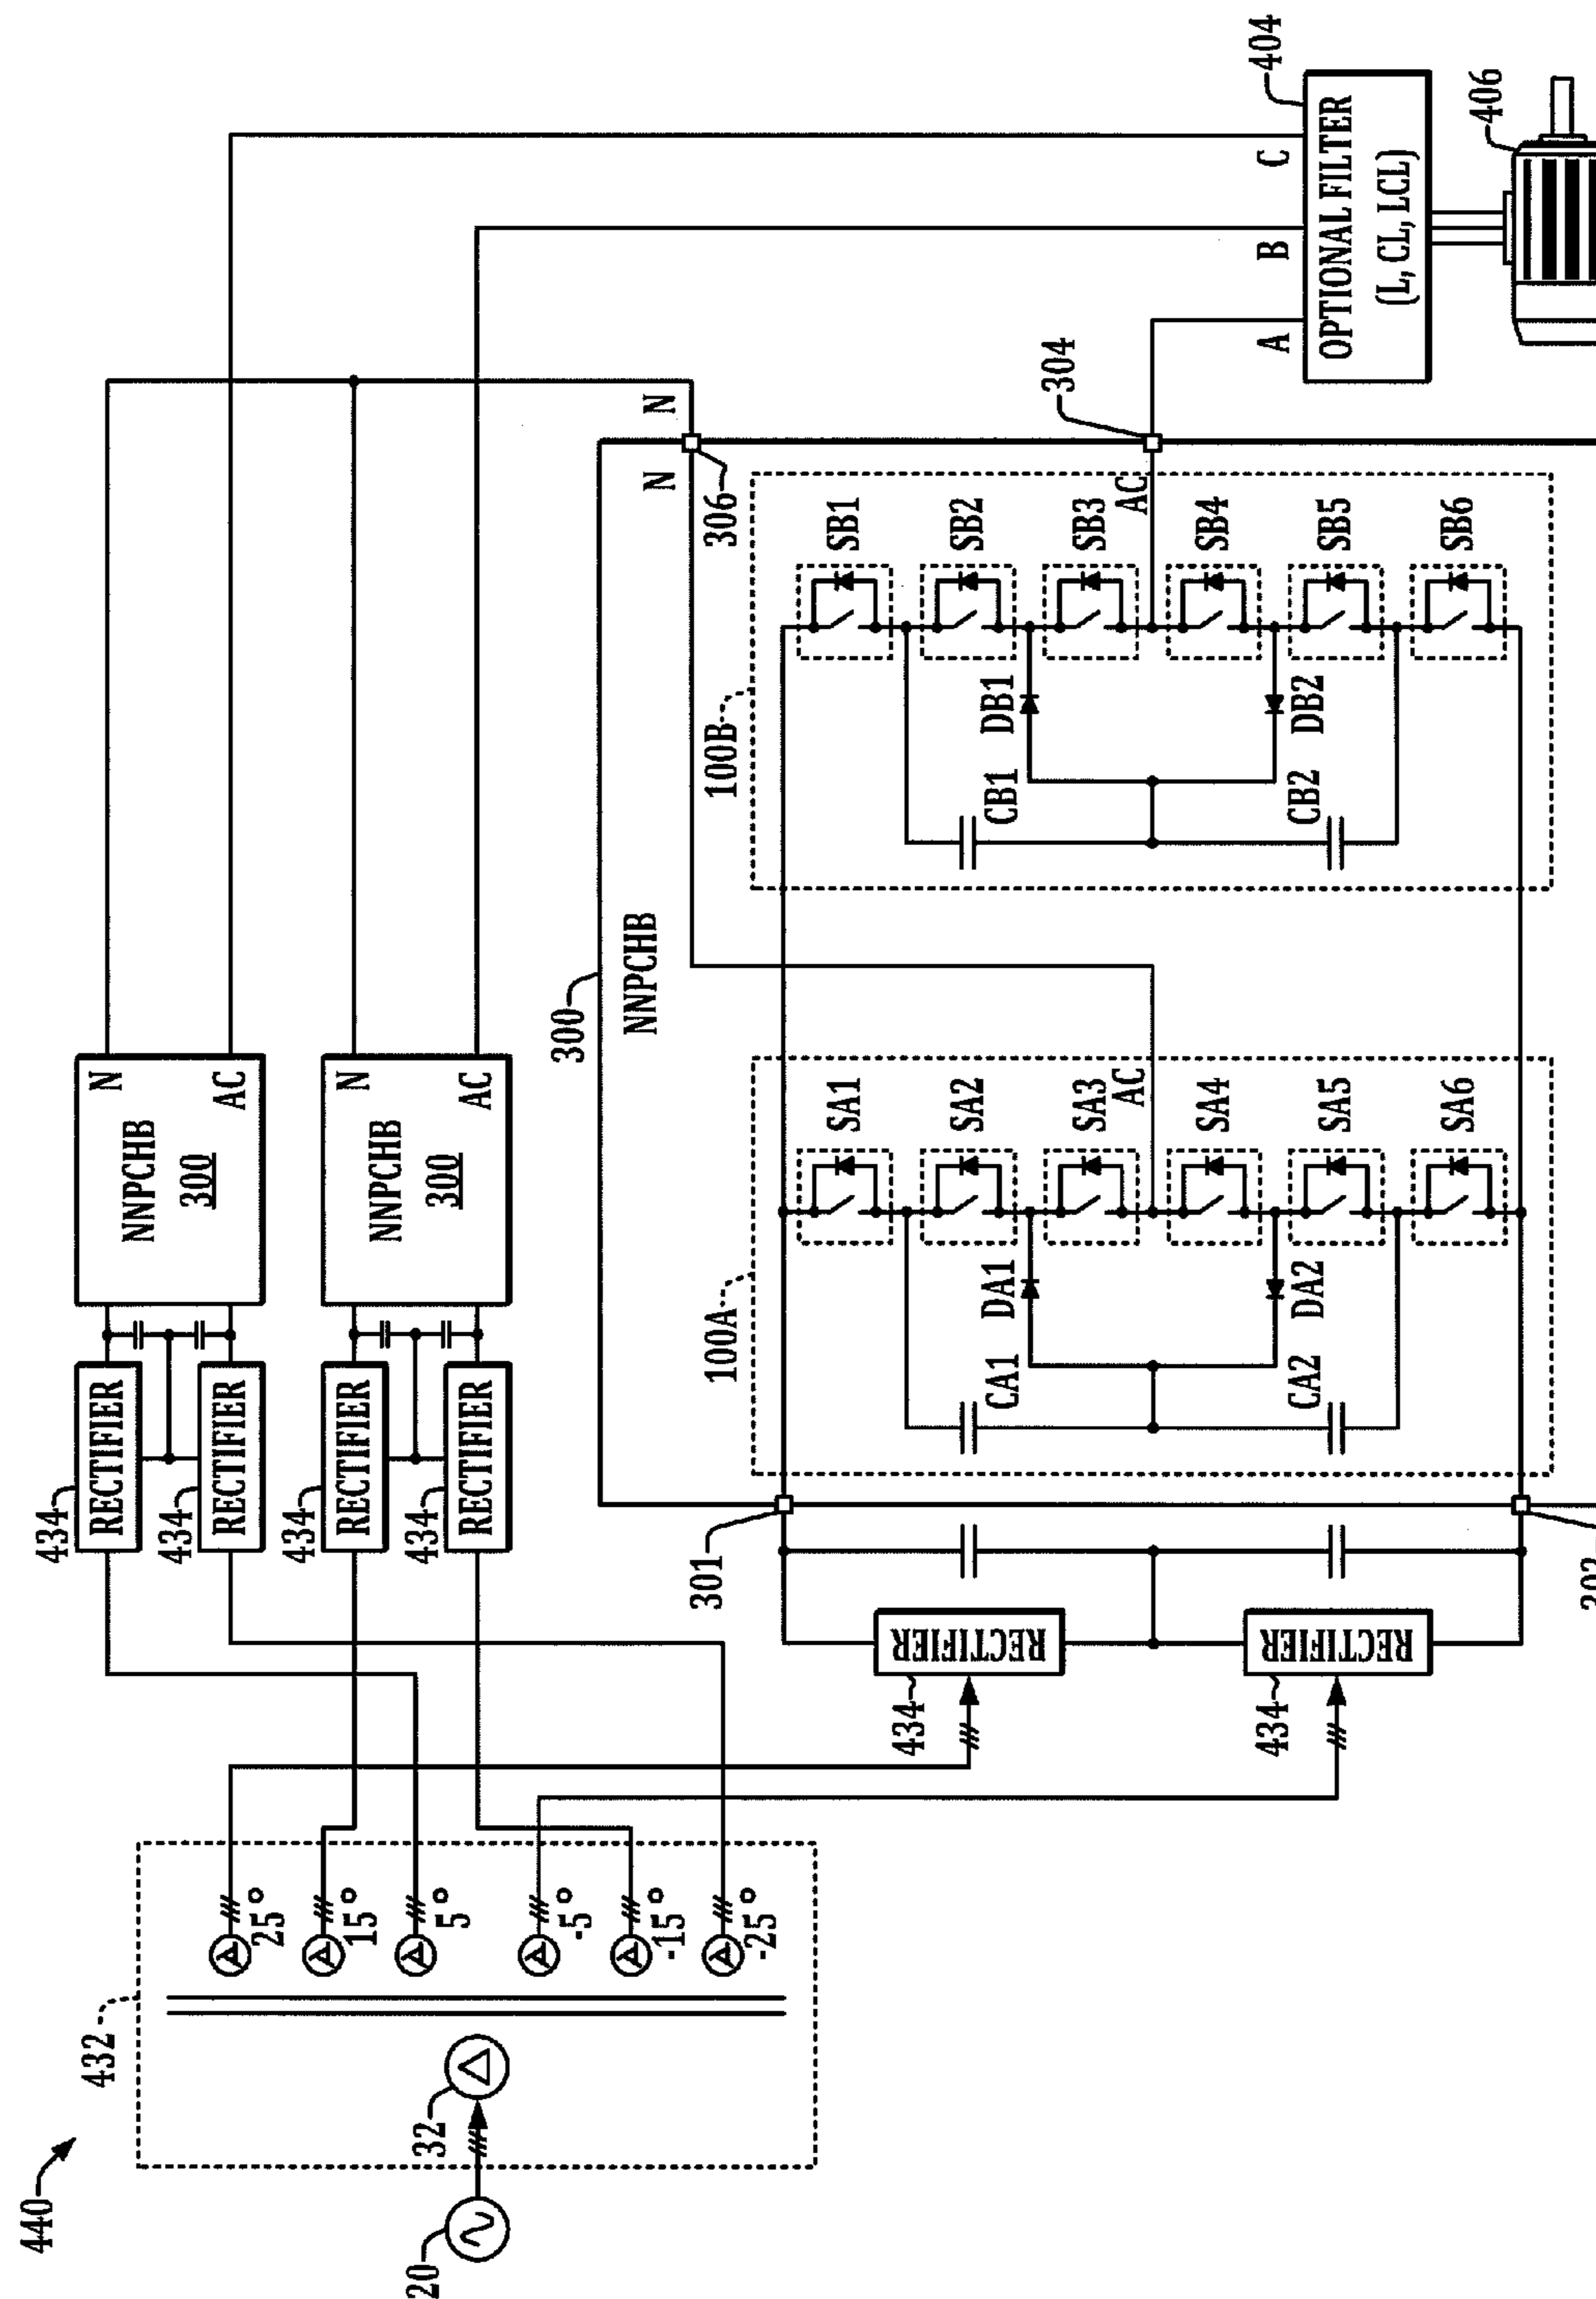 440
20
32
432
25°
15°
5°
-5°
-15°
-25°
434
RECTIFIER
434
RECTIFIER
434
RECTIFIER
434
RECTIFIER
NNPCHB
300
N
AC
NNPCHB
300
N
AC
434
RECTIFIER
434
RECTIFIER
301
300
NNPCHB
100A
CA1
CA2
DA1
DA2
SA1
SA2
SA3
AC
SA4
SA5
SA6
100B
CB1
CB2
DB1
DB2
SB1
SB2
SB3
AC
SB4
SB5
SB6
N
306
N
304
A
B
C
OPTIONAL FILTER
(L, CL, LCL)
404
406